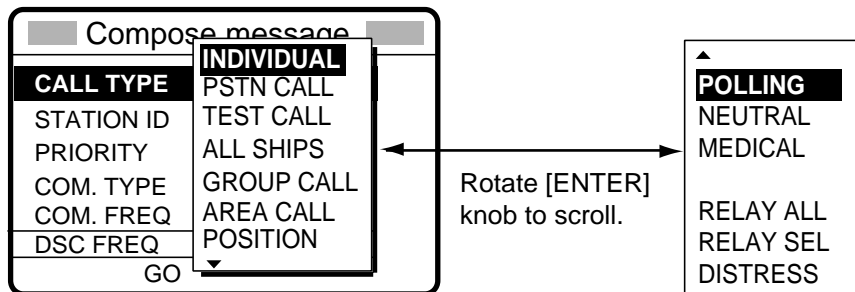 Compose message
CALL TYPE
STATION ID
PRIORITY
COM. TYPE
COM. FREQ
DSC FREQ
GO
INDIVIDUAL
PSTN CALL
TEST CALL
ALL SHIPS
GROUP CALL
AREA CALL
POSITION
Rotate [ENTER]
knob to scroll.
POLLING
NEUTRAL
MEDICAL
RELAY ALL
RELAY SEL
DISTRESS